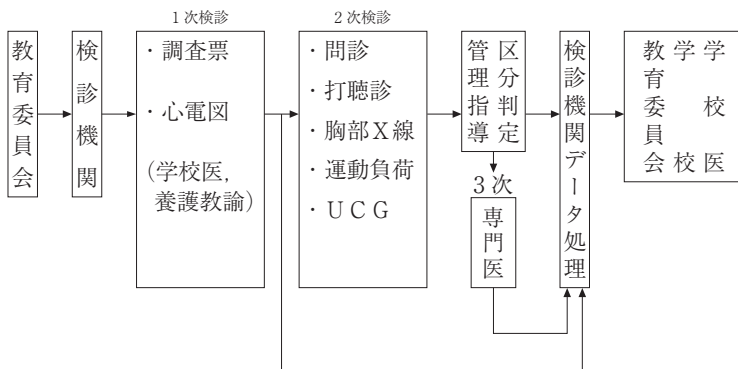 1次検診
2次検診
教育委員会
検診機関
・調査票
・心電図
(学校医,
養護教諭)
・問診
・打聴診
・胸部X線
・運動負荷
・UCG
区分判定
管理指導
3次
専門医
検診機関データ処理
学校医
学校
教育委員会